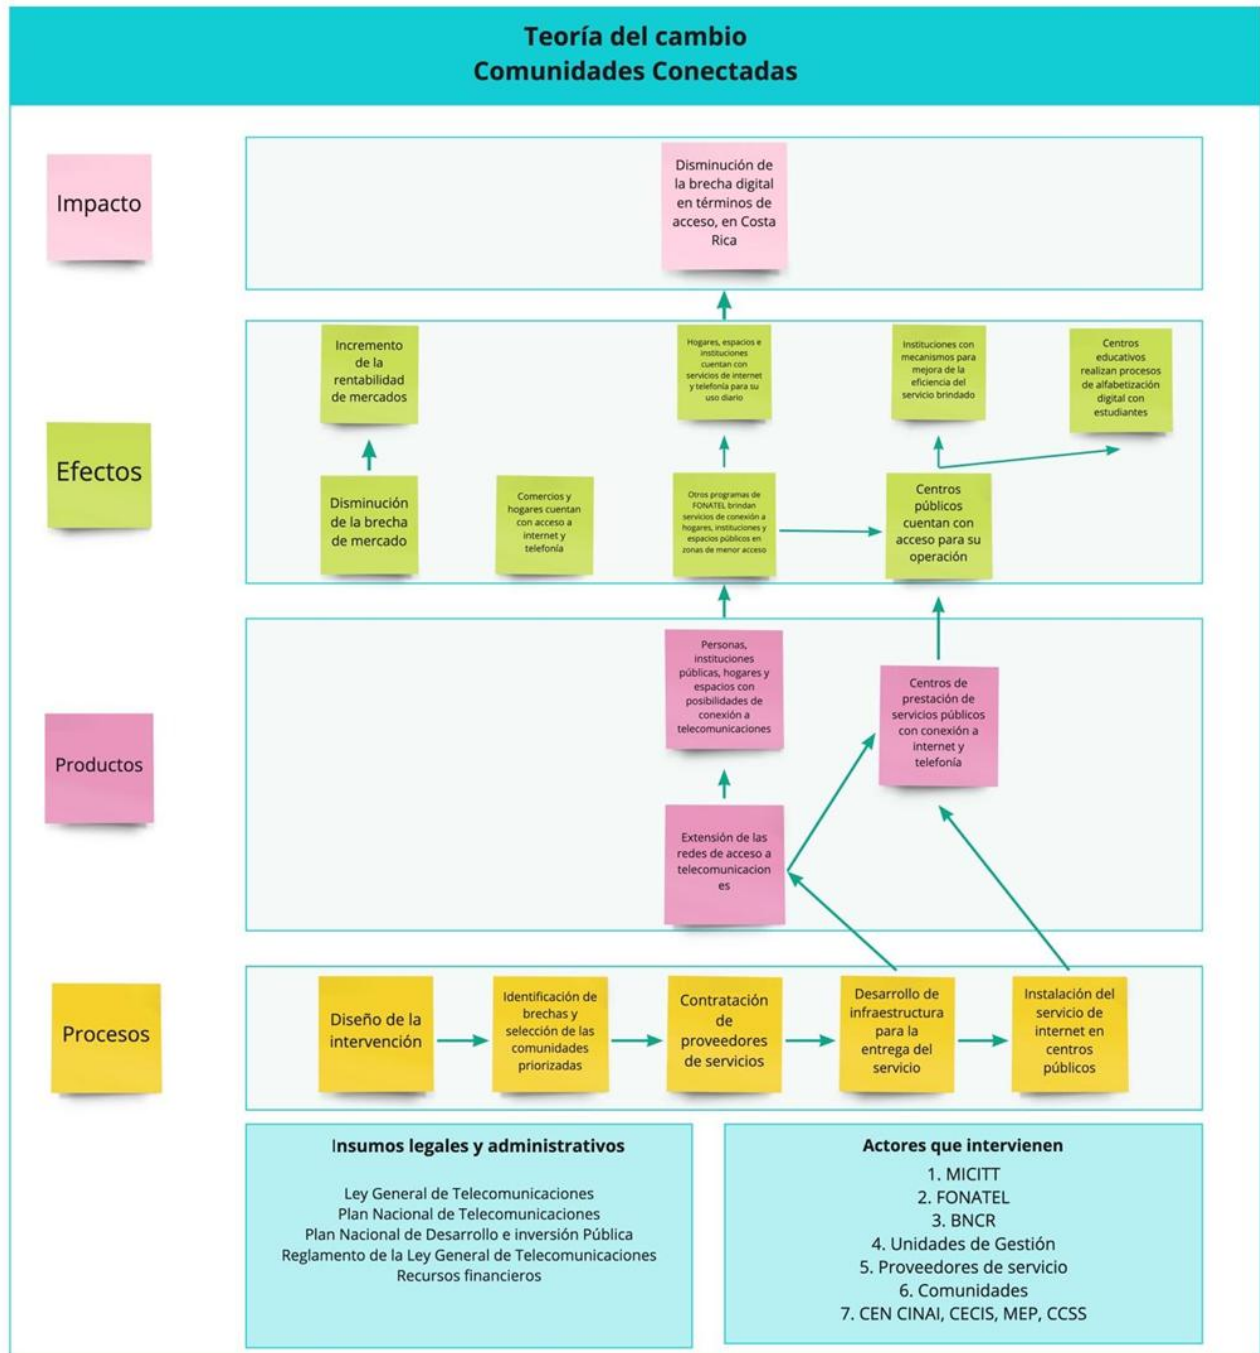 Teoría del cambio
Comunidades Conectadas
Impacto
Disminución de
la brecha digital
en términos de
acceso, en Costa
Rica
Efectos
Incremento
de la
rentabilidad
de mercados
Hogares, espacios e
instituciones
cuentan con
servicios de internet
y telefonía para su
uso diario
Instituciones con
mecanismos para
mejora de la
eficiencia del
servicio brindado
Centros
educativos
realizan procesos
de alfabetización
digital con
estudiantes
Disminución
de la brecha
de mercado
Comercios y
hogares cuentan
con acceso a
internet y
telefonía
Otros programas de
FONATEL brindan
servicios de conexión a
hogares, instituciones y
espacios públicos en
zonas de menor acceso
Centros
públicos
cuentan con
acceso para su
operación
Productos
Personas,
instituciones
públicas, hogares y
espacios con
posibilidades de
conexión a
telecomunicaciones
Centros de
prestación de
servicios públicos
con conexión a
internet y
telefonía
Extensión de las
redes de acceso a
telecomunicacion
es
Procesos
Diseño de la
intervención
Identificación de
brechas y
selección de las
comunidades
priorizadas
Contratación
de
proveedores
de servicios
Desarrollo de
infraestructura
para la
entrega del
servicio
Instalación del
servicio de
internet en
centros
públicos
Insumos legales y administrativos
Ley General de Telecomunicaciones
Plan Nacional de Telecomunicaciones
Plan Nacional de Desarrollo e inversión Pública
Reglamento de la Ley General de Telecomunicaciones
Recursos financieros
Actores que intervienen
1. MICITT
2. FONATEL
3. BNCR
4. Unidades de Gestión
5. Proveedores de servicio
6. Comunidades
7. CEN CINAI, CECIS, MEP, CCSS